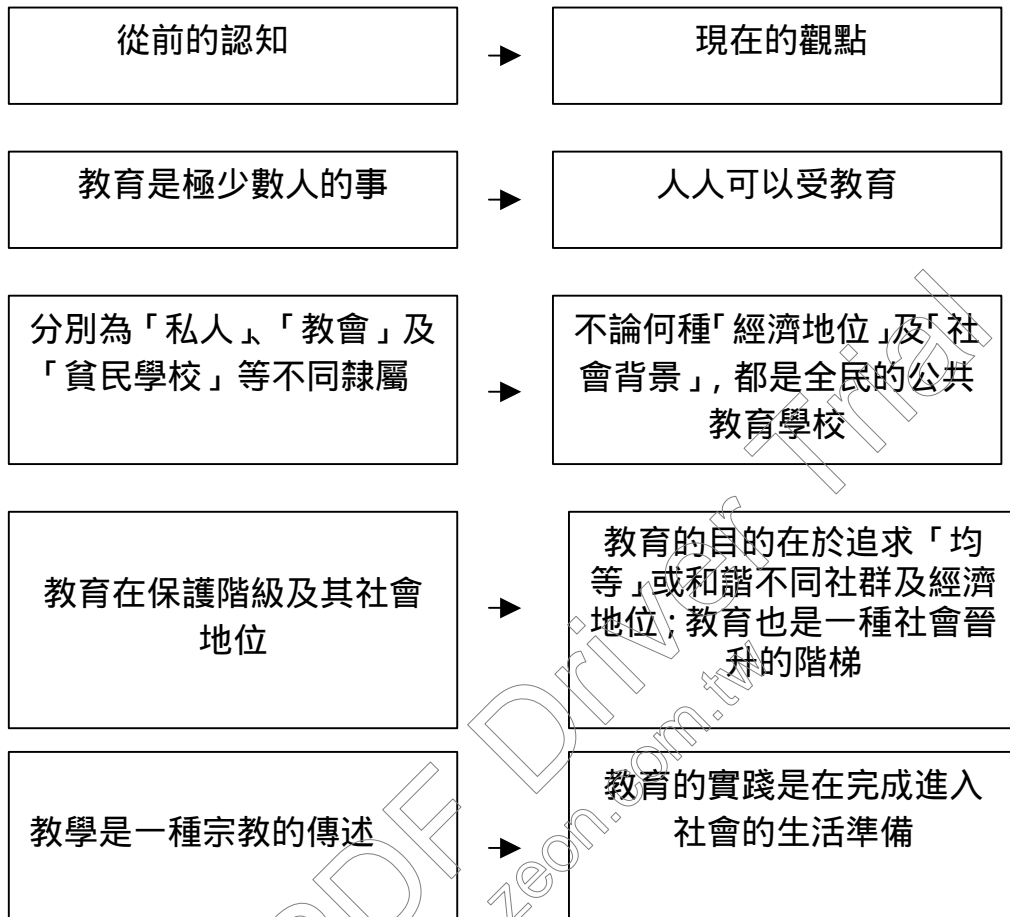 從前的認知
現在的觀點
教育是極少數人的事
人人可以受教育
分別為「私人」、「教會」及
「貧民學校」等不同隸屬
不論何種「經濟地位」及「社
會背景」, 都是全民的公共
教育學校
教育在保護階級及其社會
地位
教育的目的在於追求「均
等」或和諧不同社群及經濟
地位；教育也是一種社會晉
升的階梯
教學是一種宗教的傳述
教育的實踐是在完成進入
社會的生活準備
PDF Driver Trial
zeon.com.tw